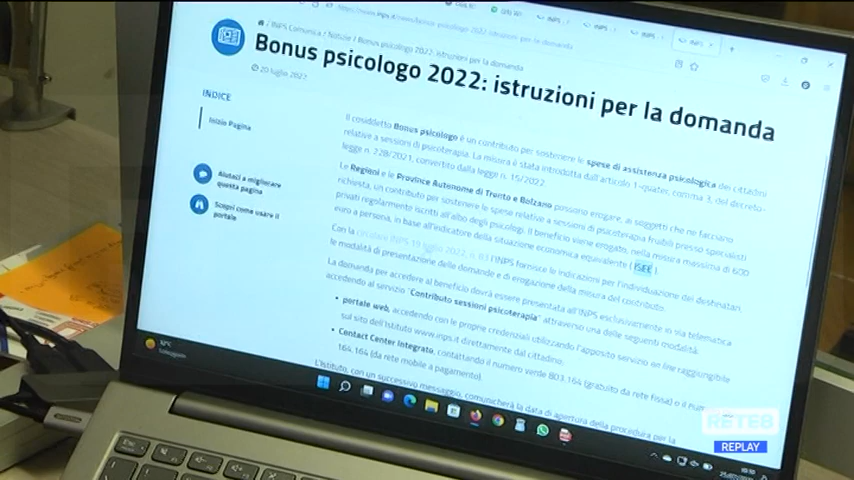 INPS Comunica / Notizie / Bonus psicologo 2022: istruzioni per la domanda
Bonus psicologo 2022: istruzioni per la domanda
20 luglio 2022
INDICE
Inizio Pagina
Aiutaci a migliorare
questa pagina
Scopri come usare il
portale
Il cosiddetto Bonus psicologo è un contributo per sostenere le spese di assistenza psicologica dei cittadini
relative a sessioni di psicoterapia. La misura è stata introdotta dall'articolo 1-quater, comma 3, del decreto-
legge n. 228/2021, convertito dalla legge n. 15/2022.
Le Regioni e le Province Autonome di Trento e Bolzano possono erogare, ai soggetti che ne facciano
richiesta, un contributo per sostenere le spese relative a sessioni di psicoterapia fruibili presso specialisti
privati regolarmente iscritti all'albo degli psicologi. Il beneficio viene erogato, nella misura massima di 600
euro a persona, in base all'indicatore della situazione economica equivalente ( ISEE ).
Con la circolare INPS 19 luglio 2022, n. 83 l'INPS fornisce le indicazioni per l'individuazione dei destinatari,
le modalità di presentazione delle domande e di erogazione della misura del contributo.
La domanda per accedere al beneficio dovrà essere presentata all'INPS esclusivamente in via telematica
accedendo al servizio "Contributo sessioni psicoterapia" attraverso una delle seguenti modalità:
• portale web, accedendo con le proprie credenziali utilizzando l'apposito servizio on line raggiungibile
sul sito dell'Istituto www.inps.it direttamente dal cittadino;
• Contact Center Integrato, contattando il numero verde 803.164 (gratuito da rete fissa) o il
164.164 (da rete mobile a pagamento).
L'Istituto, con un successivo messaggio, comunicherà la data di apertura della procedura per la
Esc
RETE8
REPLAY